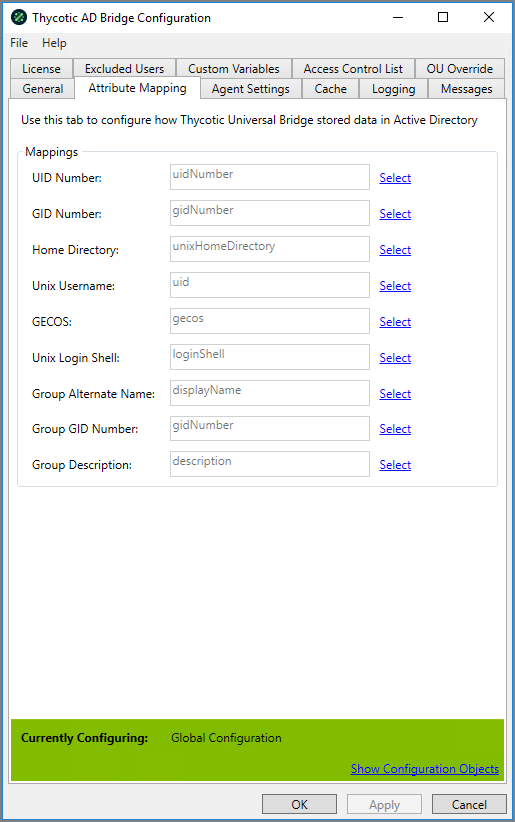 Thycotic AD Bridge Configuration
File Help
License Excluded Users Custom Variables Access Control List OU Override
General Attribute Mapping Agent Settings Cache Logging Messages
Use this tab to configure how Thycotic Universal Bridge stored data in Active Directory
Mappings
UID Number: uidNumber Select
GID Number: gidNumber Select
Home Directory: unixHomeDirectory Select
Unix Username: uid Select
GECOS: gecos Select
Unix Login Shell: loginShell Select
Group Alternate Name: displayName Select
Group GID Number: gidNumber Select
Group Description: description Select
Currently Configuring: Global Configuration
Show Configuration Objects
OK Apply Cancel